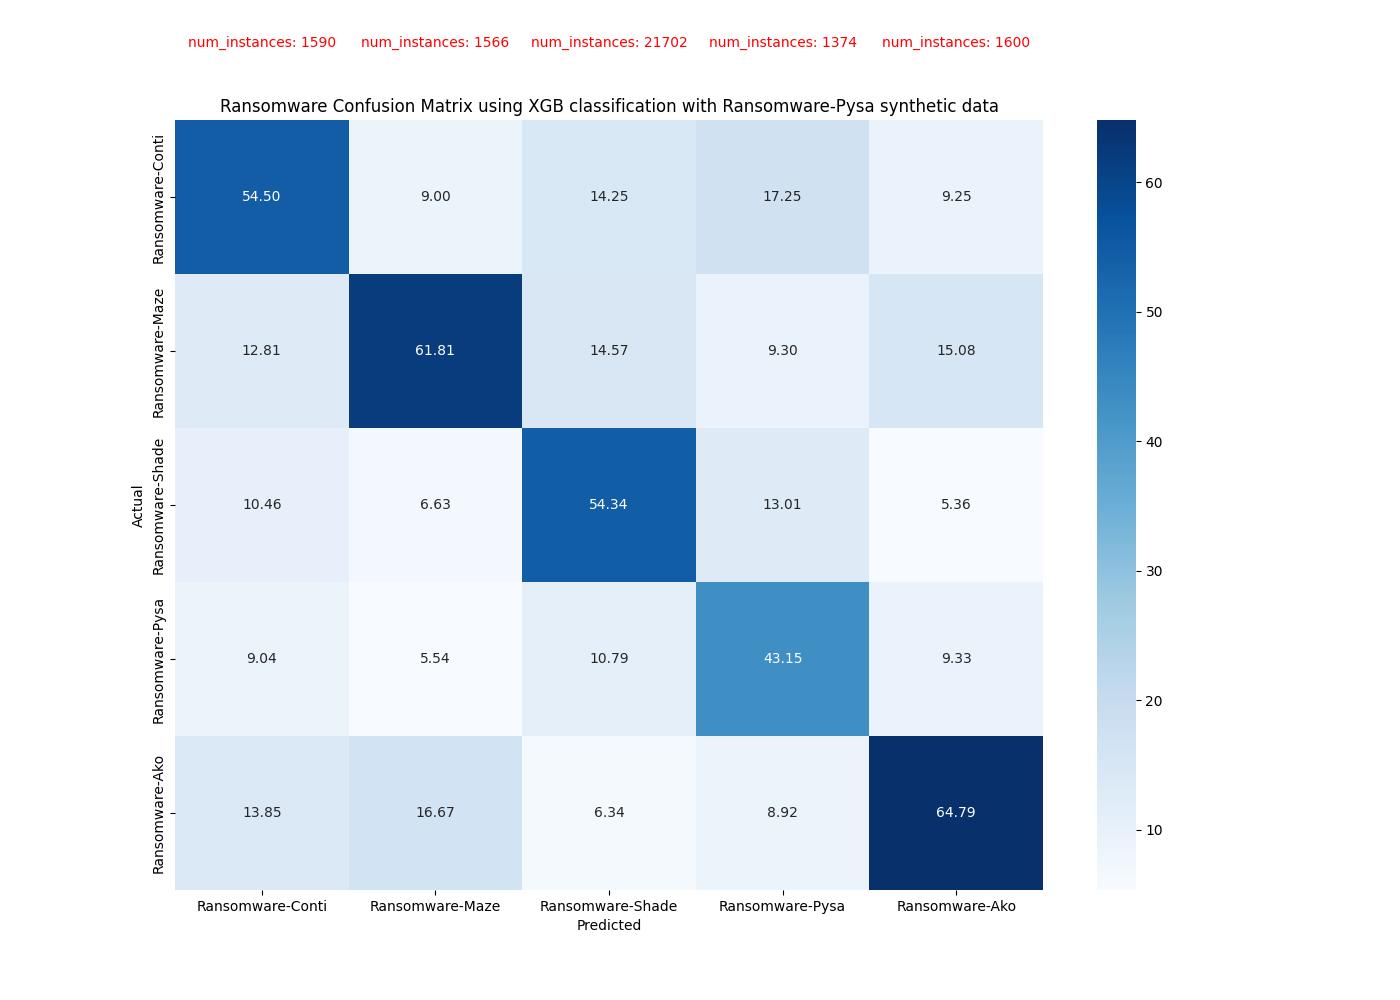 num_instances: 1590 num_instances: 1566 num_instances: 21702 num_instances: 1374 num_instances: 1600
Ransomware Confusion Matrix using XGB classification with Ransomware-Pysa synthetic data
Actual
Ransomware-Conti
54.50 9.00 14.25 17.25 9.25
Ransomware-Maze
12.81 61.81 14.57 9.30 15.08
Ransomware-Shade
10.46 6.63 54.34 13.01 5.36
Ransomware-Pysa
9.04 5.54 10.79 43.15 9.33
Ransomware-Ako
13.85 16.67 6.34 8.92 64.79
Ransomware-Conti Ransomware-Maze Ransomware-Shade Ransomware-Pysa Ransomware-Ako
Predicted
60
50
40
30
20
10